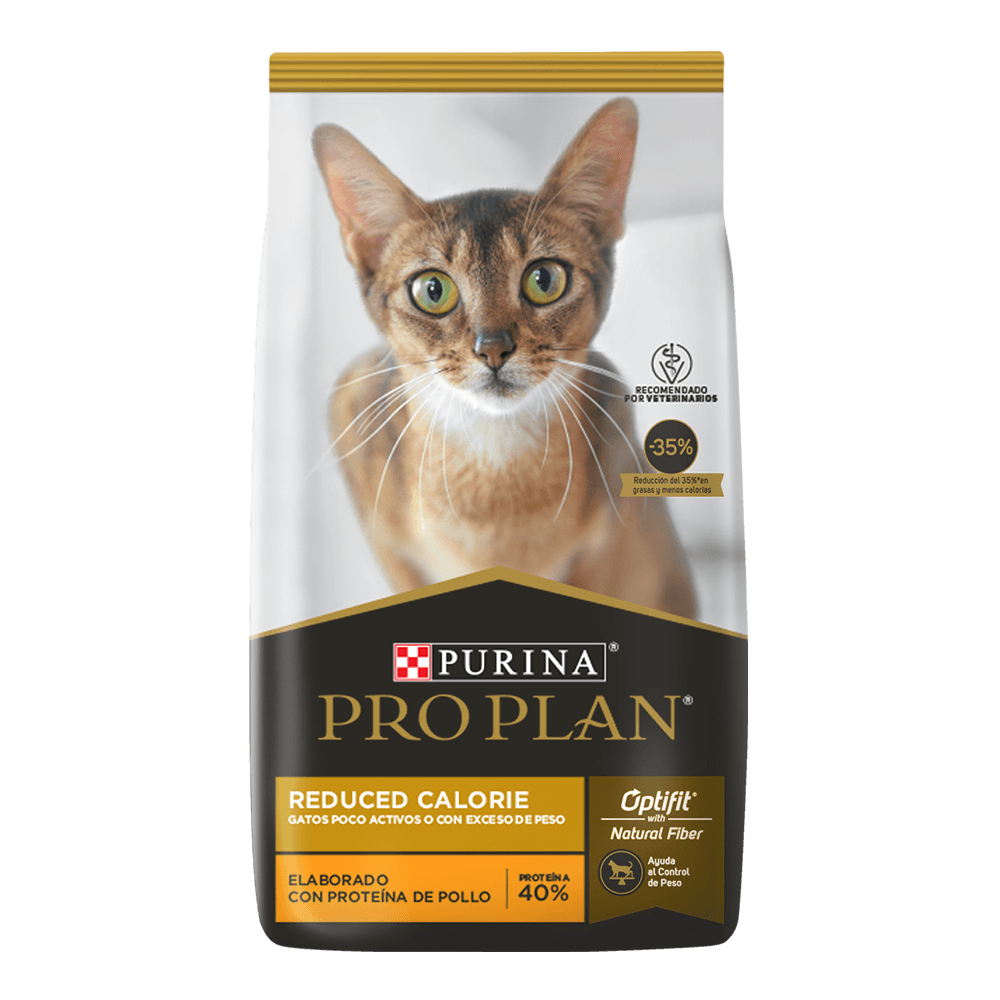 RECOMENDADO
POR VETERINARIOS
-35%
Reducción del 35%*en
grasas y menos calorías
PURINA®
PRO PLAN®
REDUCED CALORIE
GATOS POCO ACTIVOS O CON EXCESO DE PESO
ELABORADO
CON PROTEÍNA DE POLLO
PROTEÍNA
40%
Optifit®
with
Natural Fiber
Ayuda
al Control
de Peso